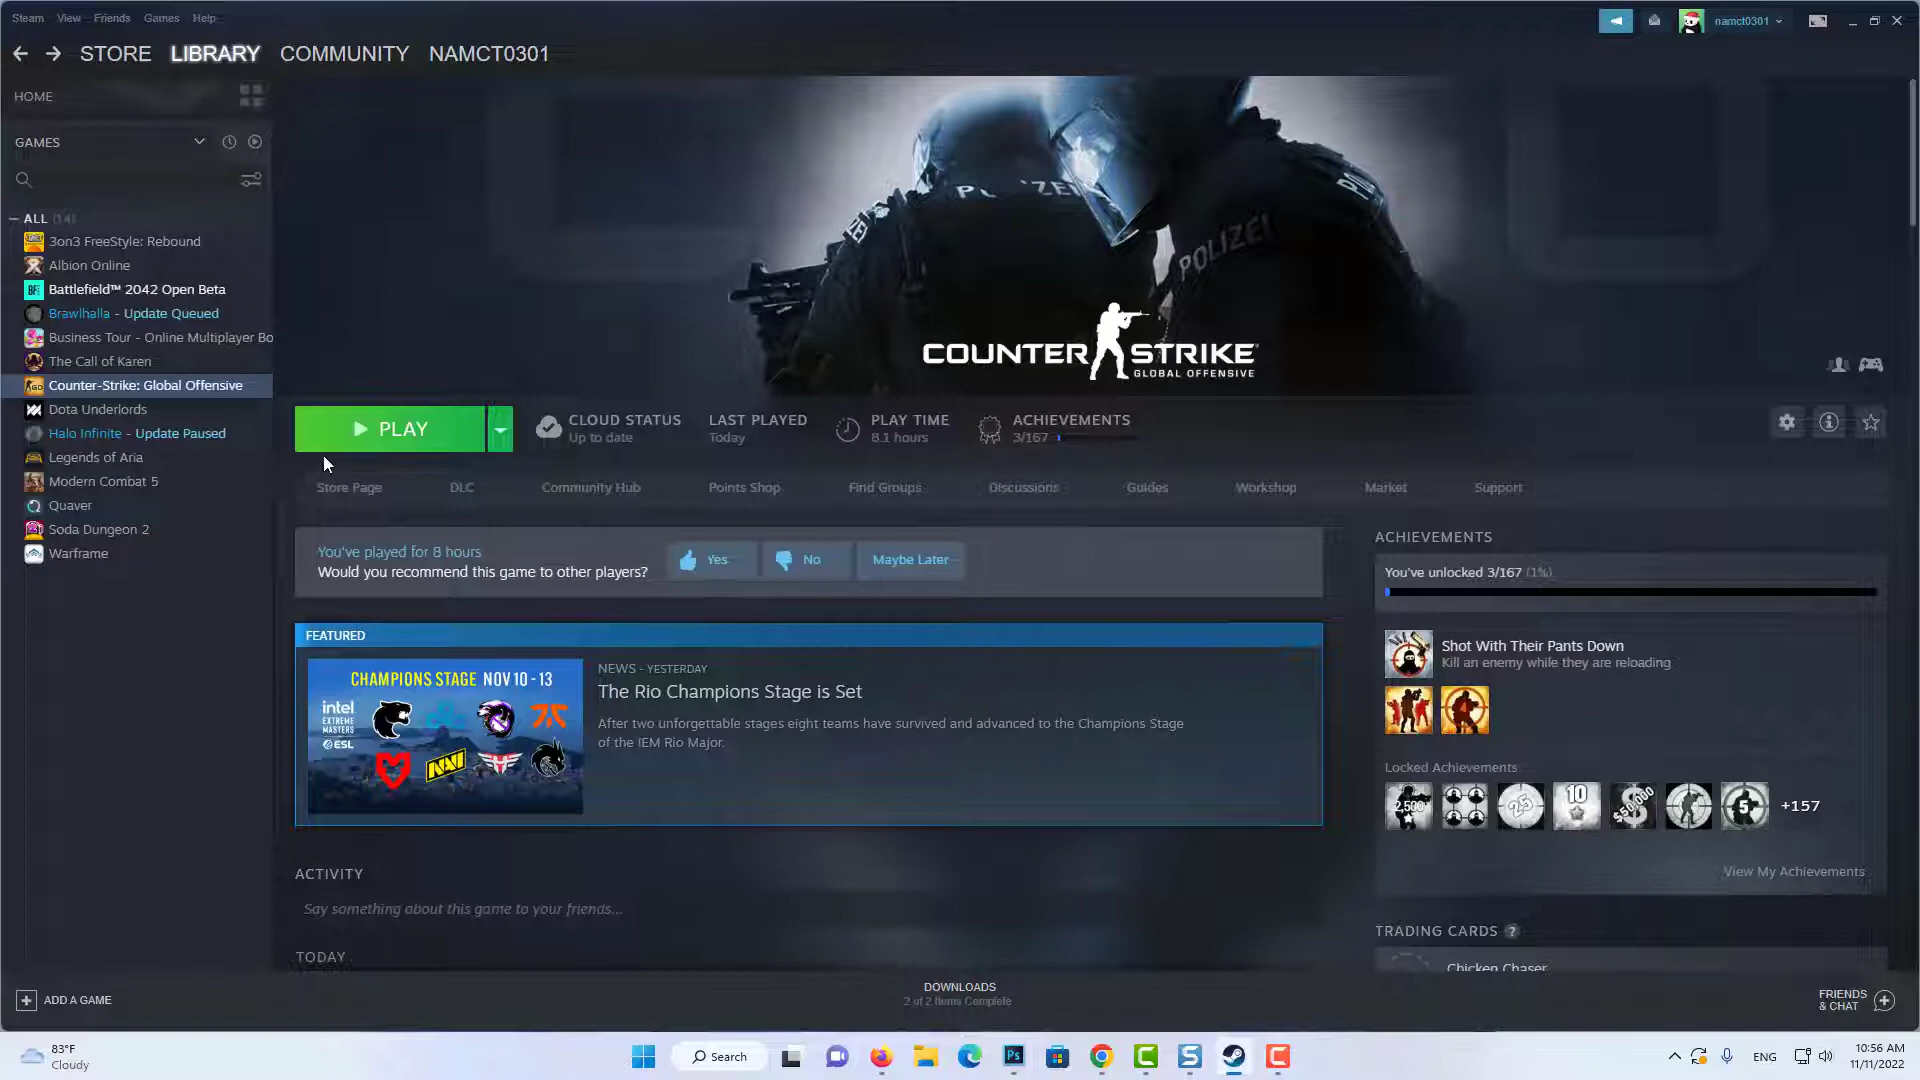 Steam View Friends Games Help
namct0301
STORE LIBRARY COMMUNITY NAMCT0301
HOME
GAMES
ALL (14)
3on3 FreeStyle: Rebound
Albion Online
Battlefield™ 2042 Open Beta
Brawlhalla - Update Queued
Business Tour - Online Multiplayer Bo
The Call of Karen
Counter-Strike: Global Offensive
Dota Underlords
Halo Infinite - Update Paused
Legends of Aria
Modern Combat 5
Quaver
Soda Dungeon 2
Warframe
POLIZEI
COUNTER STRIKE
GLOBAL OFFENSIVE
PLAY
CLOUD STATUS
Up to date
LAST PLAYED
Today
PLAY TIME
8.1 hours
ACHIEVEMENTS
3/167
Store Page DLC Community Hub Points Shop Find Groups Discussions Guides Workshop Market Support
You've played for 8 hours
Would you recommend this game to other players?
Yes
No
Maybe Later
FEATURED
CHAMPIONS STAGE NOV 10 - 13
intel
EXTREME
MASTERS
ESL
NEWS - YESTERDAY
The Rio Champions Stage is Set
After two unforgettable stages eight teams have survived and advanced to the Champions Stage
of the IEM Rio Major.
ACTIVITY
Say something about this game to your friends...
TODAY
ACHIEVEMENTS
You've unlocked 3/167 (1%)
Shot With Their Pants Down
Kill an enemy while they are reloading
Locked Achievements
2,500 25 10 $50,000 5 +157
View My Achievements
TRADING CARDS ?
Chicken Chaser
ADD A GAME
DOWNLOADS
2 of 2 Items Complete
FRIENDS
& CHAT
83°F
Cloudy
Search
Ps
ENG
10:56 AM
11/11/2022